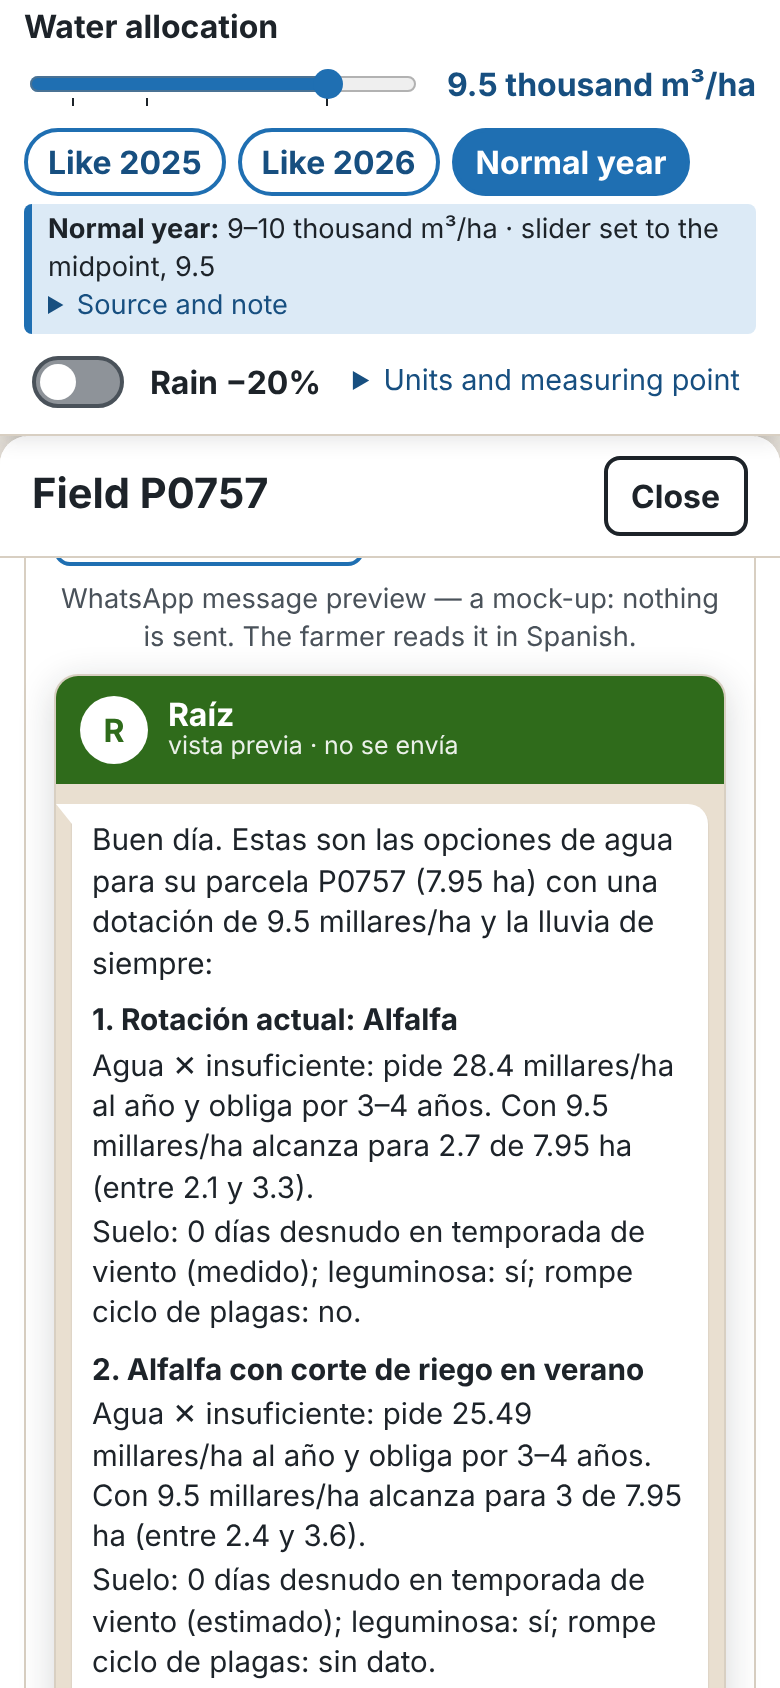 Water allocation
9.5 thousand m³/ha
Like 2025
Like 2026
Normal year
Normal year: 9–10 thousand m³/ha · slider set to the
midpoint, 9.5
▶ Source and note
Rain −20%
▶ Units and measuring point
Field P0757
Close
WhatsApp message preview — a mock-up: nothing
is sent. The farmer reads it in Spanish.
R
Raíz
vista previa · no se envía
Buen día. Estas son las opciones de agua
para su parcela P0757 (7.95 ha) con una
dotación de 9.5 millares/ha y la lluvia de
siempre:
1. Rotación actual: Alfalfa
Agua ✕ insuficiente: pide 28.4 millares/ha
al año y obliga por 3–4 años. Con 9.5
millares/ha alcanza para 2.7 de 7.95 ha
(entre 2.1 y 3.3).
Suelo: 0 días desnudo en temporada de
viento (medido); leguminosa: sí; rompe
ciclo de plagas: no.
2. Alfalfa con corte de riego en verano
Agua ✕ insuficiente: pide 25.49
millares/ha al año y obliga por 3–4 años.
Con 9.5 millares/ha alcanza para 3 de 7.95
ha (entre 2.4 y 3.6).
Suelo: 0 días desnudo en temporada de
viento (estimado); leguminosa: sí; rompe
ciclo de plagas: sin dato.